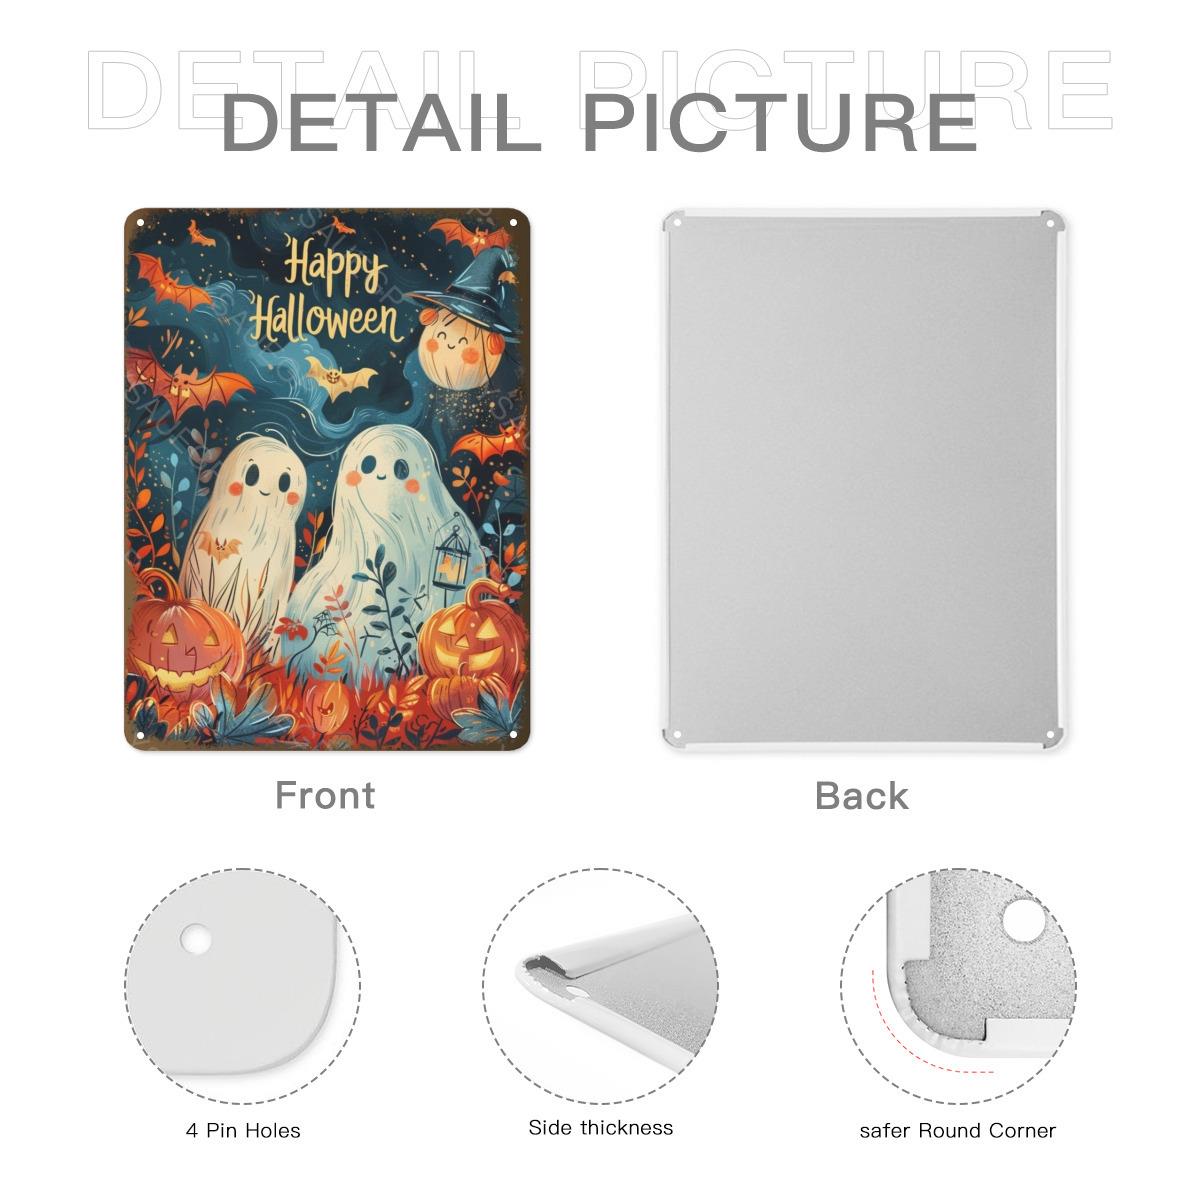 DETAIL PICTURE
DETAIL PICTURE
Happy
Halloween
Front
Back
4 Pin Holes
Side thickness
safer Round Corner